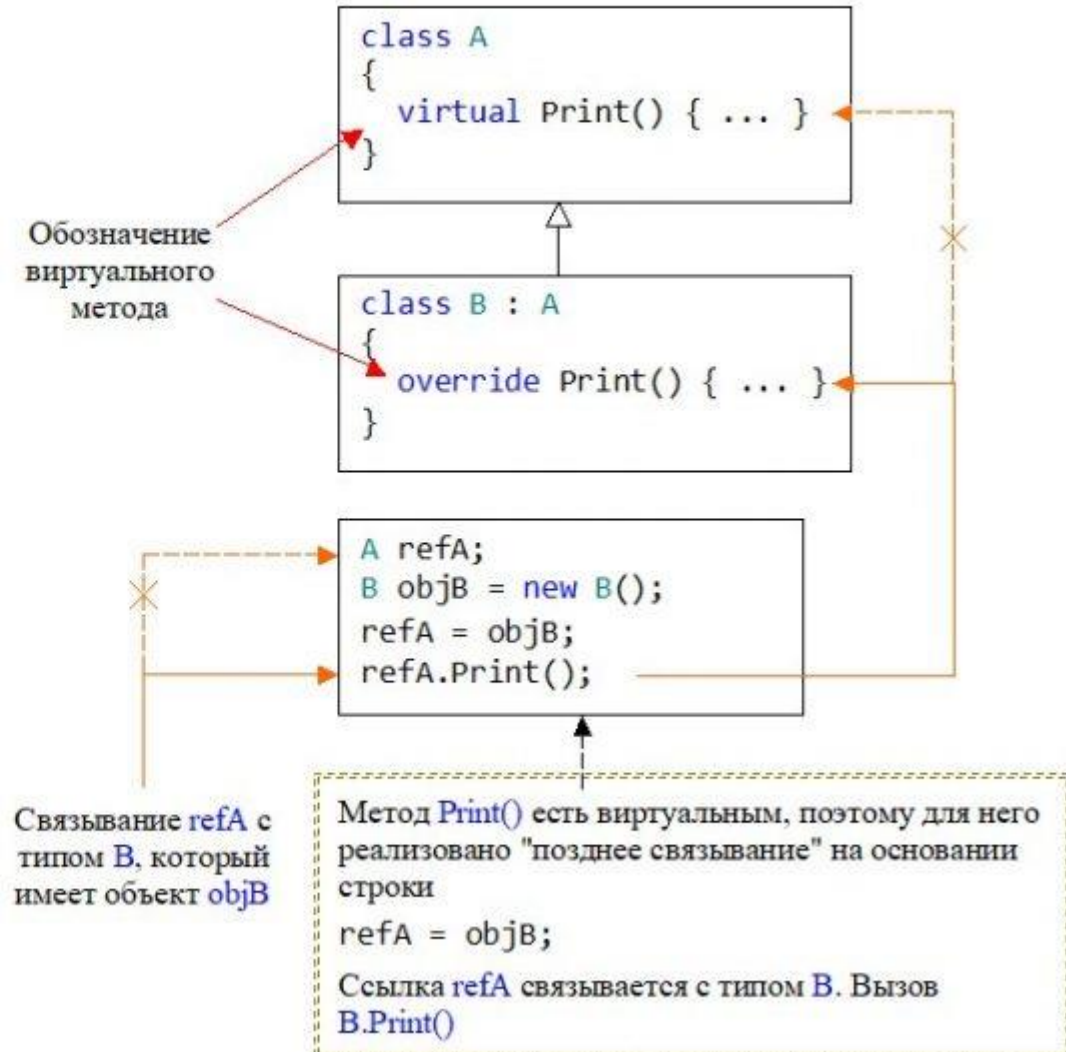 class A
{
virtual Print() { ... }
}
Обозначение
виртуального
метода
class B : A
{
override Print() { ... }
}
A refA;
B objB = new B();
refA = objB;
refA.Print();
Связывание refA с
типом B, который
имеет объект objB
Метод Print() есть виртуальным, поэтому для него
реализовано "позднее связывание" на основании
строки
refA = objB;
Ссылка refA связывается с типом B. Вызов
B.Print()